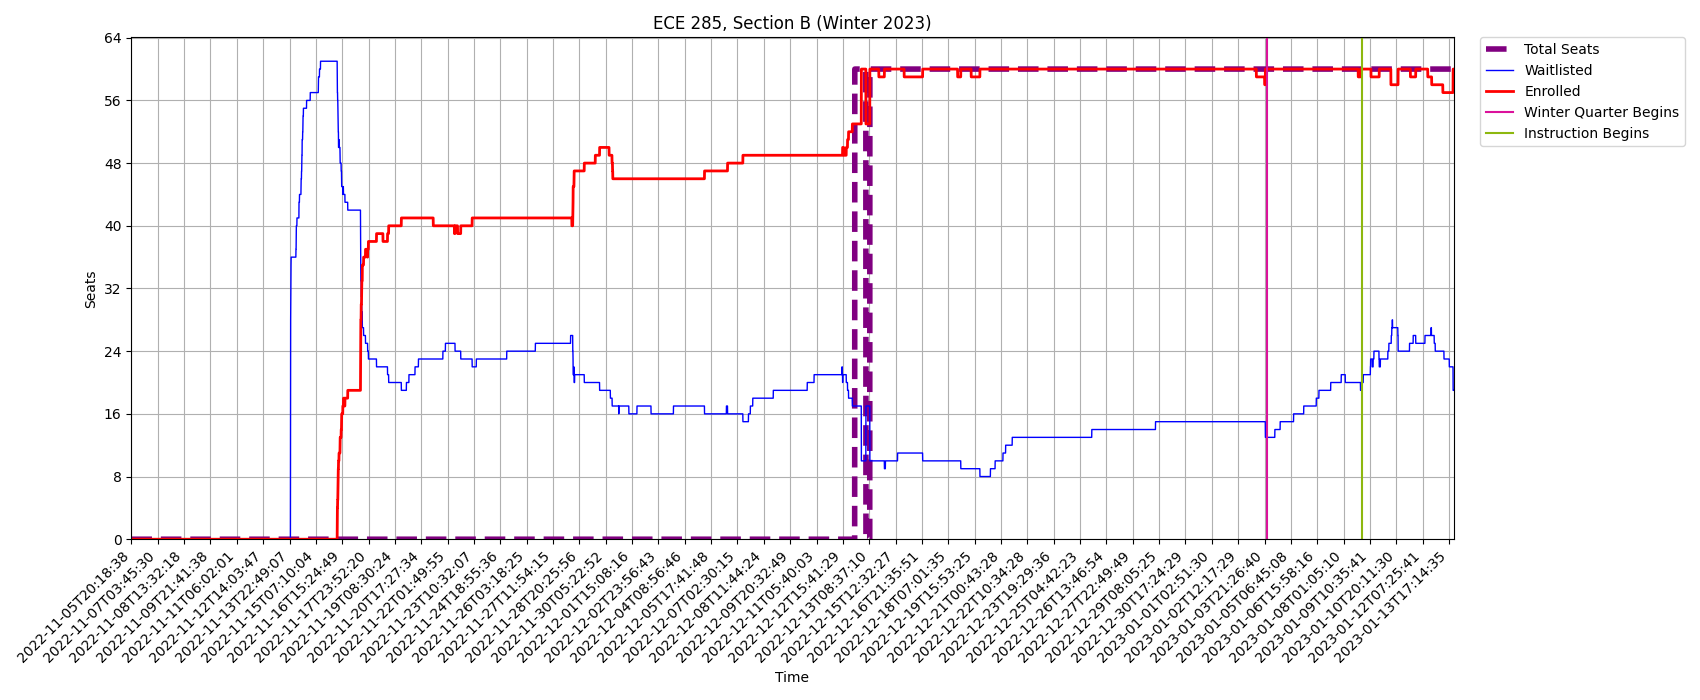 ECE 285, Section B (Winter 2023)
64
56
48
40
32
24
16
8
0
Seats
Total Seats
Waitlisted
Enrolled
Winter Quarter Begins
Instruction Begins
2022-11-05T20:18:38
2022-11-07T03:45:30
2022-11-08T13:32:18
2022-11-09T21:41:38
2022-11-11T06:02:01
2022-11-12T14:03:47
2022-11-13T22:49:07
2022-11-15T07:10:04
2022-11-16T15:24:49
2022-11-17T23:52:20
2022-11-19T08:30:24
2022-11-20T17:27:34
2022-11-22T01:49:55
2022-11-23T10:32:07
2022-11-24T18:55:36
2022-11-26T03:18:25
2022-11-27T11:54:15
2022-11-28T20:25:56
2022-11-30T05:22:52
2022-12-01T15:08:16
2022-12-02T23:56:43
2022-12-04T08:56:46
2022-12-05T17:41:48
2022-12-07T02:30:15
2022-12-08T11:44:24
2022-12-09T20:32:49
2022-12-11T05:40:03
2022-12-12T15:41:29
2022-12-13T08:37:10
2022-12-15T12:32:27
2022-12-16T21:35:51
2022-12-18T07:01:35
2022-12-19T15:53:25
2022-12-21T00:43:28
2022-12-22T10:34:28
2022-12-23T19:29:36
2022-12-25T04:42:23
2022-12-26T13:46:54
2022-12-27T22:49:49
2022-12-29T08:05:25
2022-12-30T17:24:29
2023-01-01T02:51:30
2023-01-02T12:17:29
2023-01-03T21:26:40
2023-01-05T06:45:08
2023-01-06T15:58:16
2023-01-08T01:05:10
2023-01-09T10:35:41
2023-01-10T20:11:30
2023-01-12T07:25:41
2023-01-13T17:14:35
Time